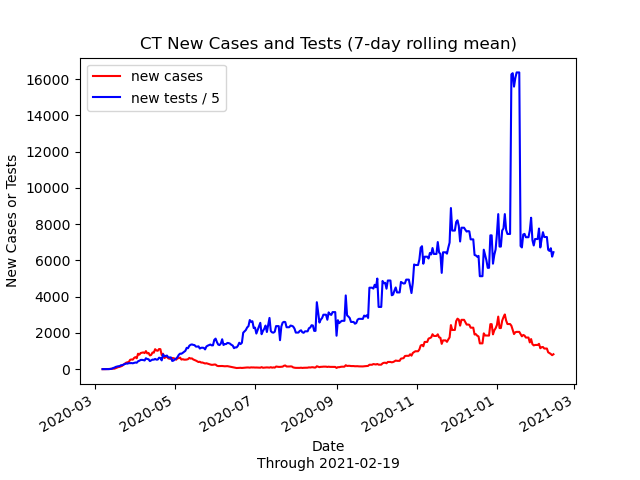 CT New Cases and Tests (7-day rolling mean)
new cases
new tests / 5
New Cases or Tests
16000
14000
12000
10000
8000
6000
4000
2000
0
2020-03
2020-05
2020-07
2020-09
2020-11
2021-01
2021-03
Date
Through 2021-02-19